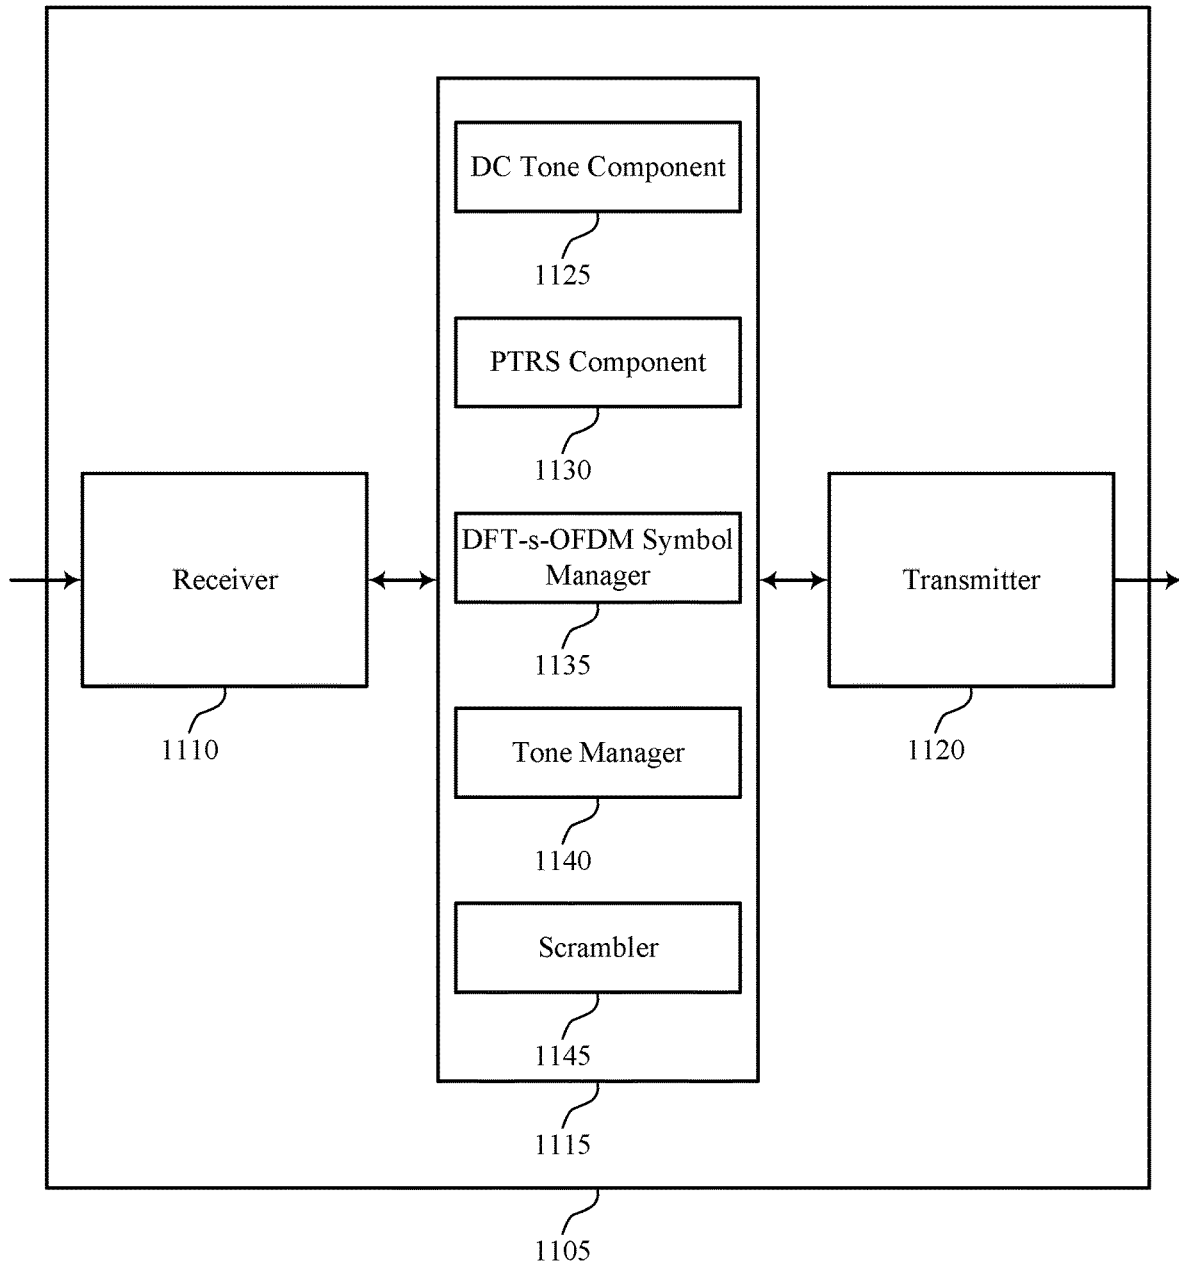 DC Tone Component
1125
PTRS Component
1130
DFT-s-OFDM Symbol
Manager
1135
Receiver
1110
Transmitter
1120
Tone Manager
1140
Scrambler
1145
1115
1105